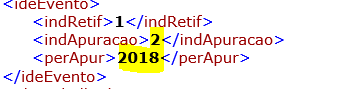 <ideEvento>
<indRetif>1</indRetif>
<indApuracao>2</indApuracao>
<perApur>2018</perApur>
</ideEvento>